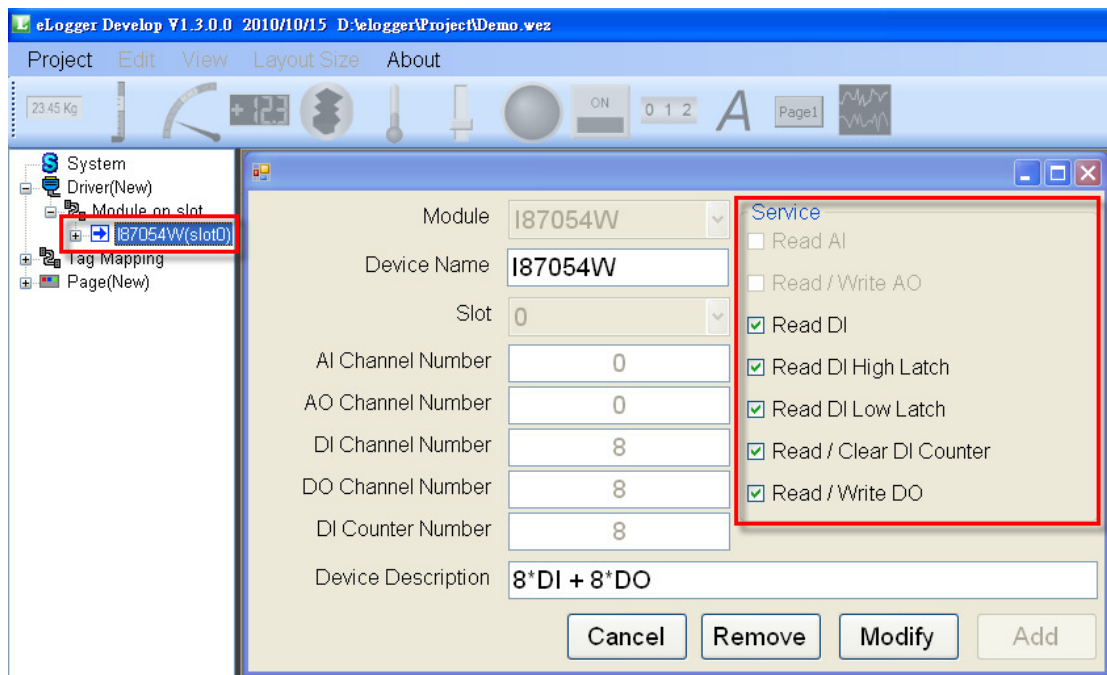 eLogger Develop V1.3.0.0 2010/10/15 D:\elogger\Project\Demo.wez
Project Edit View Layout Size About
23.45 Kg +12.3 ON 0 1 2 A Page1
System
Driver(New)
Module on slot
I87054W(slot0)
Tag Mapping
Page(New)
Module I87054W
Device Name I87054W
Slot 0
AI Channel Number 0
AO Channel Number 0
DI Channel Number 8
DO Channel Number 8
DI Counter Number 8
Device Description 8*DI + 8*DO
Service
Read AI
Read / Write AO
Read DI
Read DI High Latch
Read DI Low Latch
Read / Clear DI Counter
Read / Write DO
Cancel Remove Modify Add